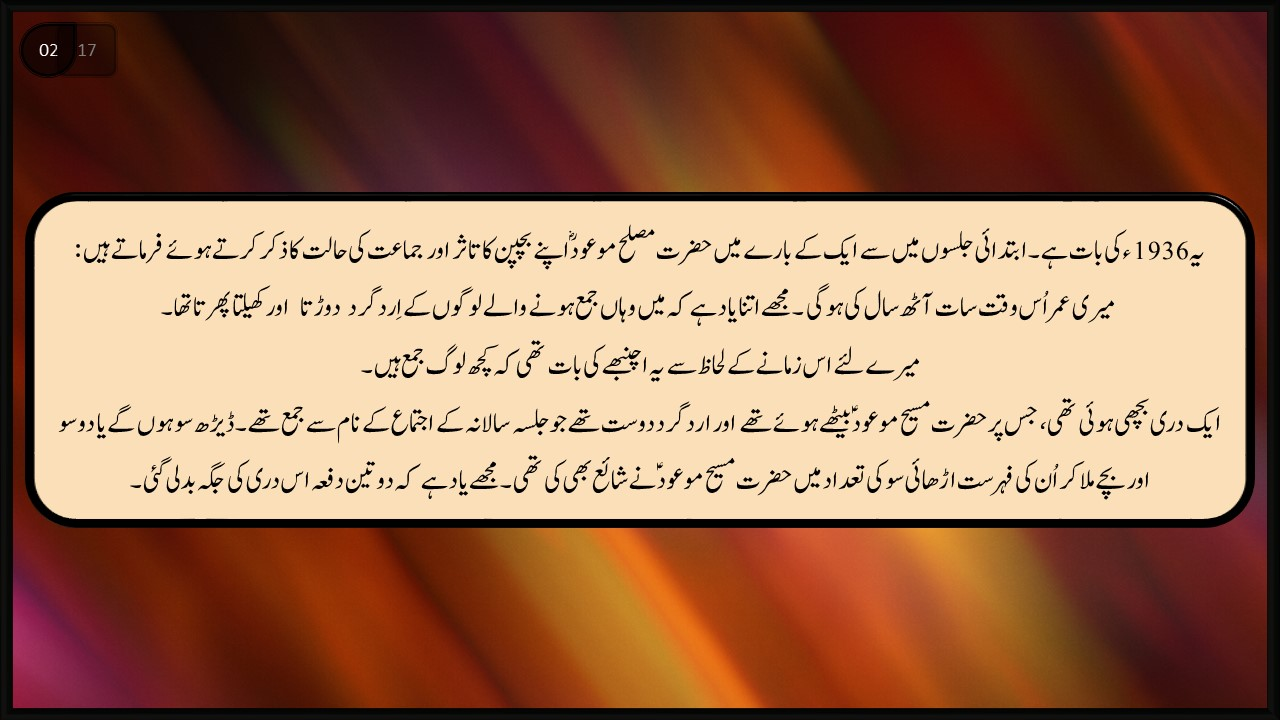 02 17
یہ 1936ء کی بات ہے۔ ابتدائی جلسوں میں سے ایک کے بارے میں حضرت مصلح موعودؓ اپنے بچپن کا تاثر اور جماعت کی حالت کا ذکر کرتے ہوئے فرماتے ہیں:
میری عمر اُس وقت سات آٹھ سال کی ہوگی ۔ مجھے اتنا یاد ہے کہ میں وہاں جمع ہونے والے لوگوں کے اِرد گرد دوڑتا اور کھیلتا پھرتا تھا۔
میرے لئے اس زمانے کے لحاظ سے یہ اچنبھے کی بات تھی کہ کچھ لوگ جمع ہیں۔
ایک دری بچھی ہوئی تھی، جس پر حضرت مسیح موعودؑ بیٹھے ہوئے تھے اور ارد گرد دوست تھے جو جلسہ سالانہ کے اجتماع کے نام سے جمع تھے۔ ڈیڑھ سو ہوں گے یا دو سو
اور بچے ملا کر اُن کی فہرست اڑھائی سو کی تعداد میں حضرت مسیح موعودؑ نے شائع بھی کی تھی۔ مجھے یاد ہے کہ دو تین دفعہ اس دری کی جگہ بدلی گئی۔